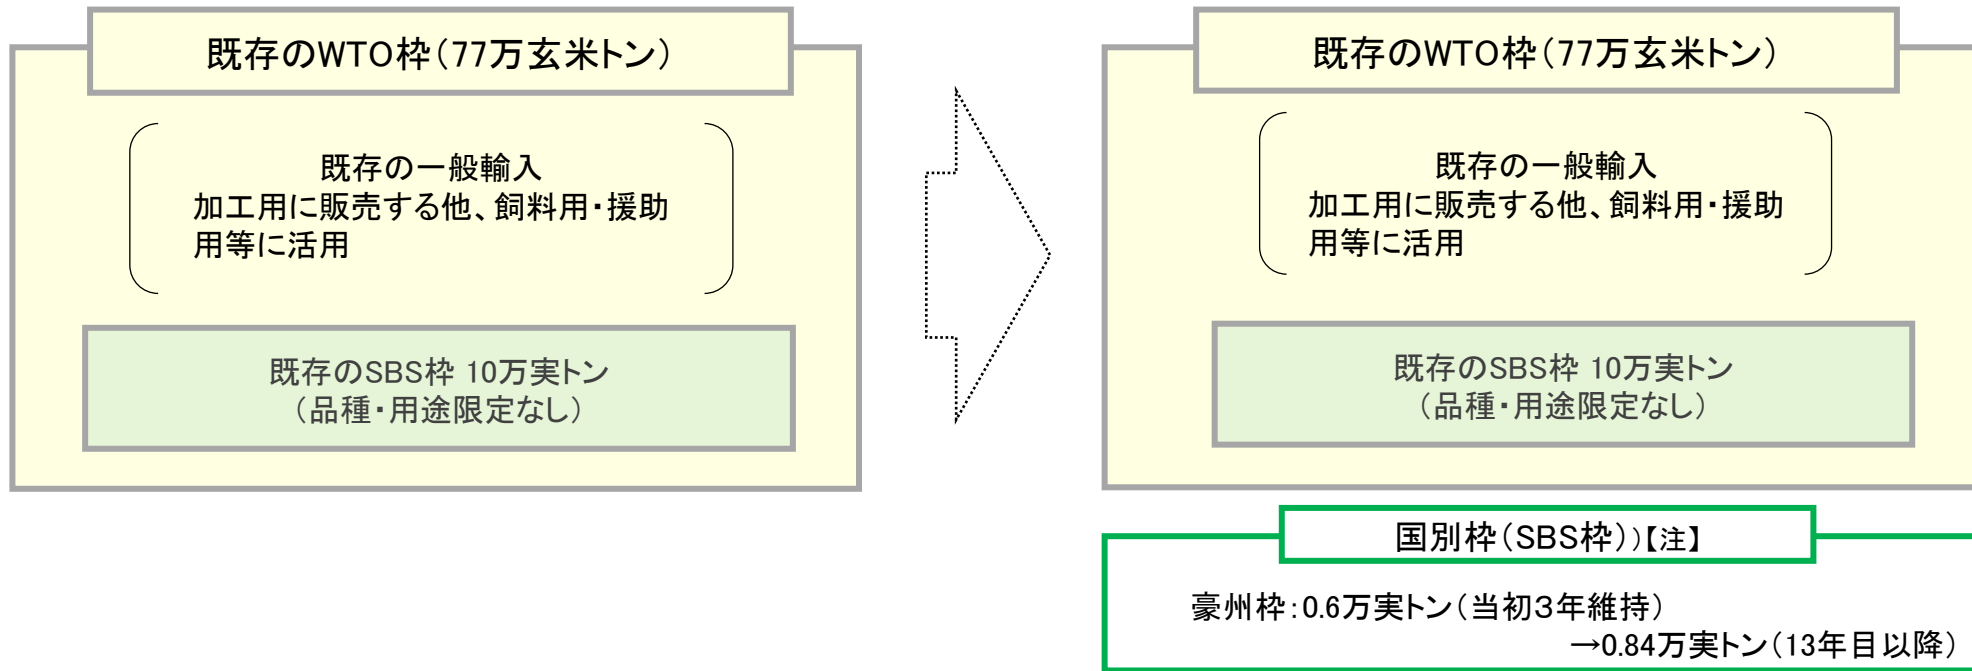 既存のWTO枠（77万玄米トン）
既存の一般輸入
加工用に販売する他、飼料用・援助
用等に活用
既存のSBS枠 10万実トン
（品種・用途限定なし）
既存のWTO枠（77万玄米トン）
既存の一般輸入
加工用に販売する他、飼料用・援助
用等に活用
既存のSBS枠 10万実トン
（品種・用途限定なし）
国別枠（SBS枠））【注】
豪州枠：0.6万実トン（当初３年維持）
→0.84万実トン（13年目以降）